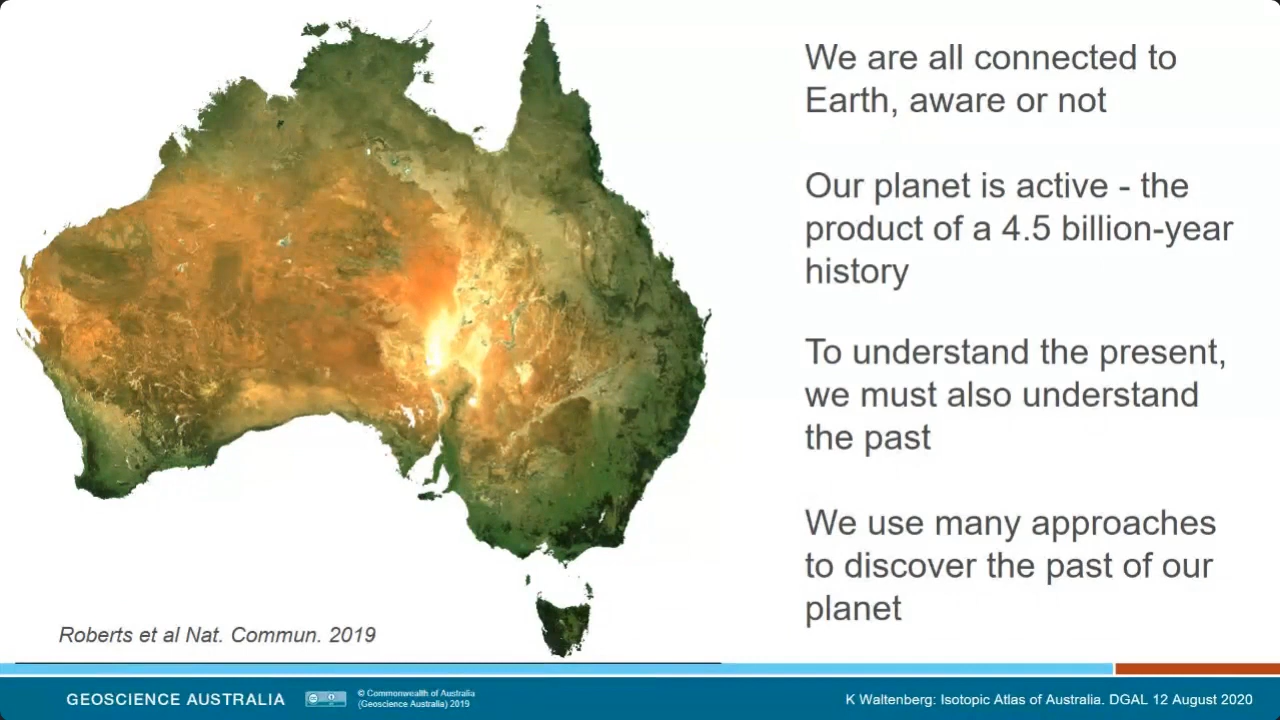 We are all connected to
Earth, aware or not
Our planet is active - the
product of a 4.5 billion-year
history
To understand the present,
we must also understand
the past
We use many approaches
to discover the past of our
planet
Roberts et al Nat. Commun. 2019
GEOSCIENCE AUSTRALIA
© Commonwealth of Australia
(Geoscience Australia) 2019
K Waltenberg: Isotopic Atlas of Australia. DGAL 12 August 2020